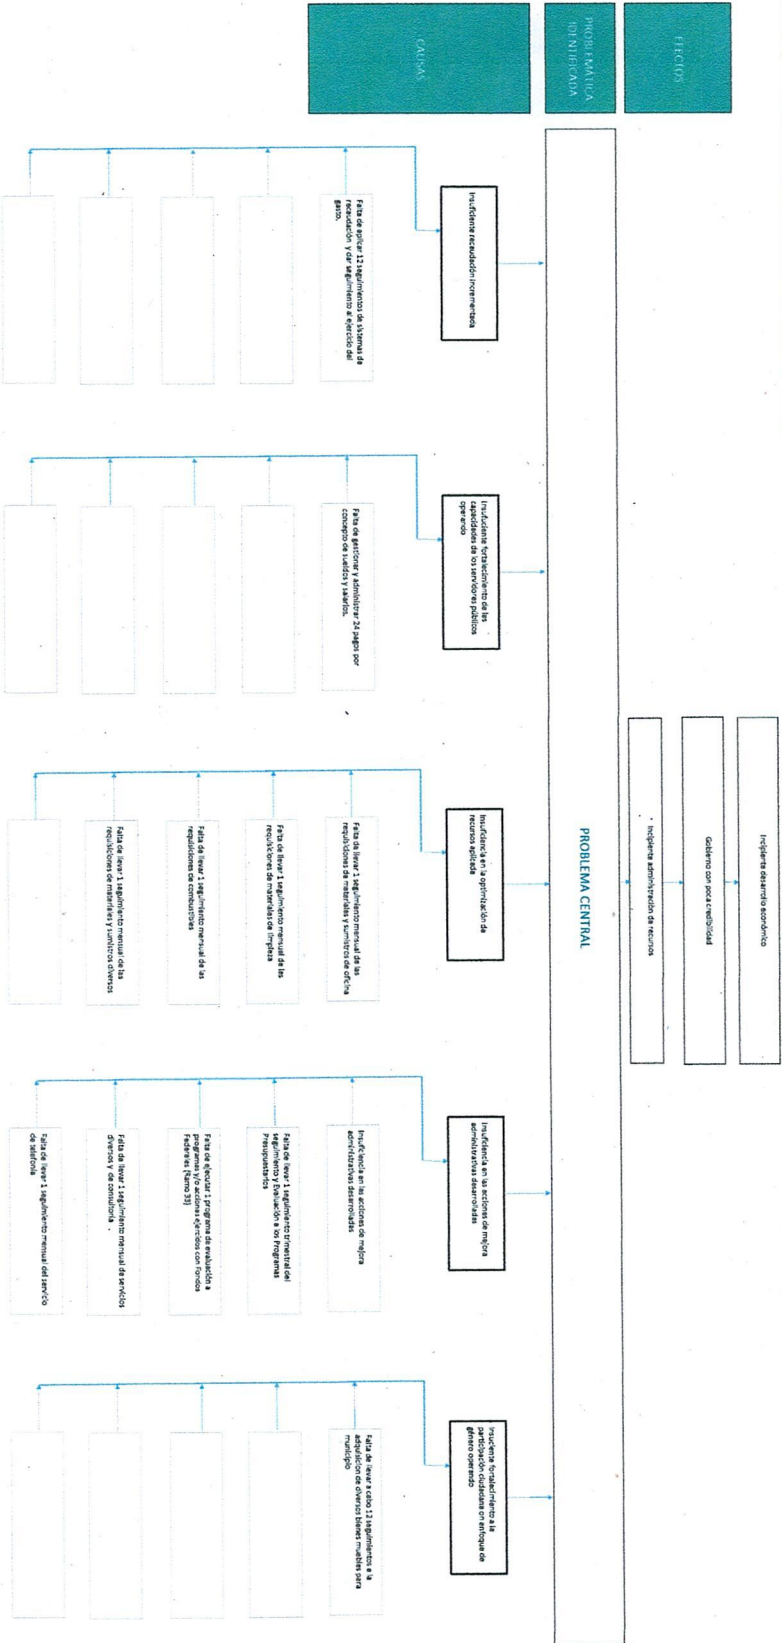 EFECTOS
Incipiente desarrollo económico
Gobierno con poca credibilidad
Incipiente administración de recursos
PROBLEMÁTICA
IDENTIFICADA
PROBLEMA CENTRAL
CAUSAS
Insuficiente recaudación incrementada
Falta de aplicar 12 seguimientos de sistemas de
recaudación y dar seguimiento al ejercicio del
gasto.
Insuficiente fortalecimiento de las
capacidades de los servidores públicos
operando
Falta de gestionar y administrar 24 pagos por
concepto de sueldos y salarios.
Insuficiencia en la optimización de
recursos aplicada
Falta de llevar 1 seguimiento mensual de las
requisiciones de materiales y sumistros de oficina
Falta de llevar 1 seguimiento mensual de las
requisiciones de materiales de limpieza
Falta de llevar 1 seguimiento mensual de las
requisiciones de combustibles
Falta de llevar 1 seguimiento mensual de las
requisiciones de materiales y sumistros diversos
Insuficiencia en las acciones de mejora
administrativas desarrolladas
Insuficiencia en las acciones de mejora
administrativas desarrolladas
Falta de llevar 1 seguimiento trimestral del
seguimiento y Evaluación a los Programas
Presupuestarios
Falta de ejecutar 1 programa de evaluación a
programas y/o acciones ejercidos con Fondos
Federales (Ramo 33)
Falta de llevar 1 seguimiento mensual de servicios
diversos y de consultoría .
Falta de llevar 1 seguimiento mensual del servicio
de telefonía
Insuciente fortalecimiento a la
participación ciudadana on enfoque de
género operando
Falta de llevar a cabo 12 seguimientos a la
adquisicion de diversos bienes muebles para
municipio